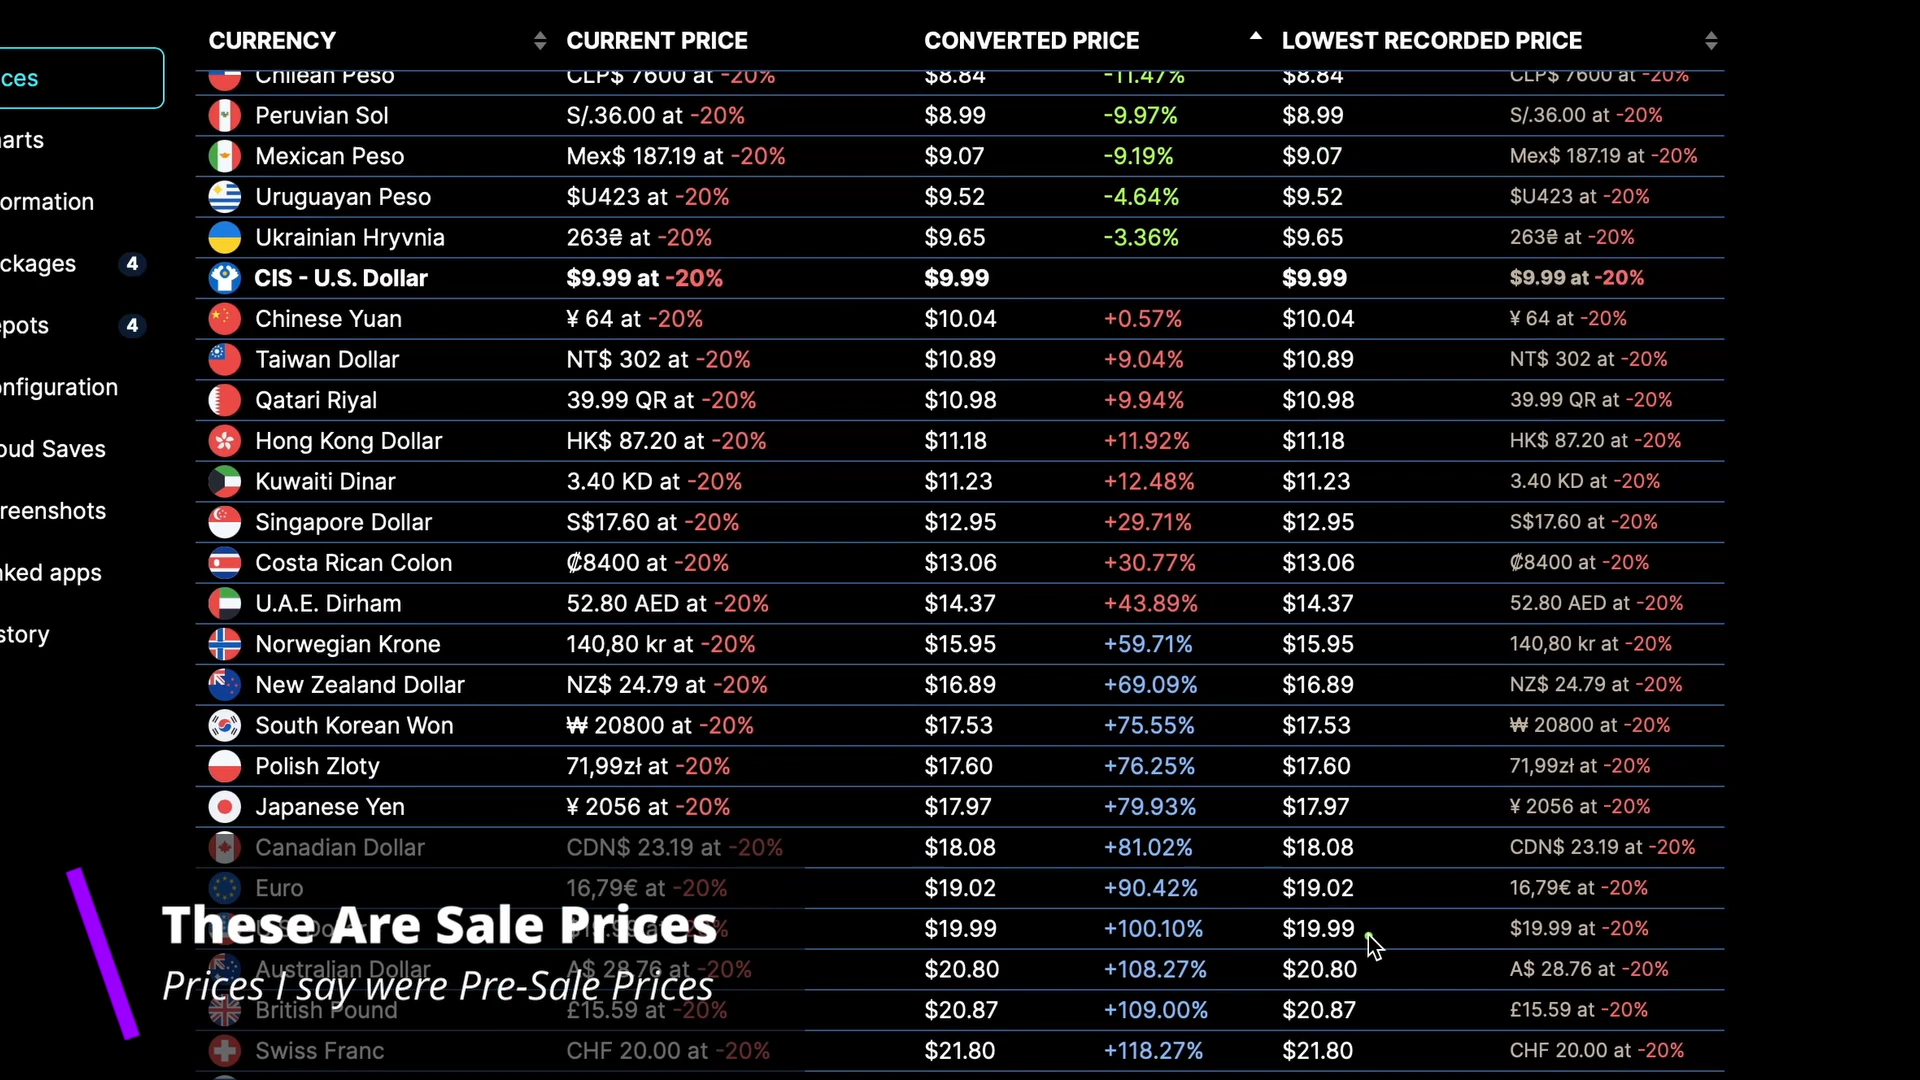 CURRENCY CURRENT PRICE CONVERTED PRICE LOWEST RECORDED PRICE
Chilean Peso CLP$ 7600 at -20% $8.84 -11.47% $8.84 CLP$ 7600 at -20%
ces
Peruvian Sol S/.36.00 at -20% $8.99 -9.97% $8.99 S/.36.00 at -20%
arts
Mexican Peso Mex$ 187.19 at -20% $9.07 -9.19% $9.07 Mex$ 187.19 at -20%
ormation
Uruguayan Peso $U423 at -20% $9.52 -4.64% $9.52 $U423 at -20%
Ukrainian Hryvnia 263₴ at -20% $9.65 -3.36% $9.65 263₴ at -20%
ckages 4
CIS - U.S. Dollar $9.99 at -20% $9.99 $9.99 $9.99 at -20%
Chinese Yuan ¥ 64 at -20% $10.04 +0.57% $10.04 ¥ 64 at -20%
epots 4
Taiwan Dollar NT$ 302 at -20% $10.89 +9.04% $10.89 NT$ 302 at -20%
onfiguration
Qatari Riyal 39.99 QR at -20% $10.98 +9.94% $10.98 39.99 QR at -20%
Hong Kong Dollar HK$ 87.20 at -20% $11.18 +11.92% $11.18 HK$ 87.20 at -20%
oud Saves
Kuwaiti Dinar 3.40 KD at -20% $11.23 +12.48% $11.23 3.40 KD at -20%
reenshots
Singapore Dollar S$17.60 at -20% $12.95 +29.71% $12.95 S$17.60 at -20%
Costa Rican Colon ₡8400 at -20% $13.06 +30.77% $13.06 ₡8400 at -20%
nked apps
U.A.E. Dirham 52.80 AED at -20% $14.37 +43.89% $14.37 52.80 AED at -20%
story
Norwegian Krone 140,80 kr at -20% $15.95 +59.71% $15.95 140,80 kr at -20%
New Zealand Dollar NZ$ 24.79 at -20% $16.89 +69.09% $16.89 NZ$ 24.79 at -20%
South Korean Won ₩ 20800 at -20% $17.53 +75.55% $17.53 ₩ 20800 at -20%
Polish Zloty 71,99zł at -20% $17.60 +76.25% $17.60 71,99zł at -20%
Japanese Yen ¥ 2056 at -20% $17.97 +79.93% $17.97 ¥ 2056 at -20%
Canadian Dollar CDN$ 23.19 at -20% $18.08 +81.02% $18.08 CDN$ 23.19 at -20%
Euro 16,79€ at -20% $19.02 +90.42% $19.02 16,79€ at -20%
These Are Sale Prices
$19.99 +100.10% $19.99 $19.99 at -20%
Australian Dollar A$ 28.76 at -20% $20.80 +108.27% $20.80 A$ 28.76 at -20%
Prices I say were Pre-Sale Prices
British Pound £15.59 at -20% $20.87 +109.00% $20.87 £15.59 at -20%
Swiss Franc CHF 20.00 at -20% $21.80 +118.27% $21.80 CHF 20.00 at -20%